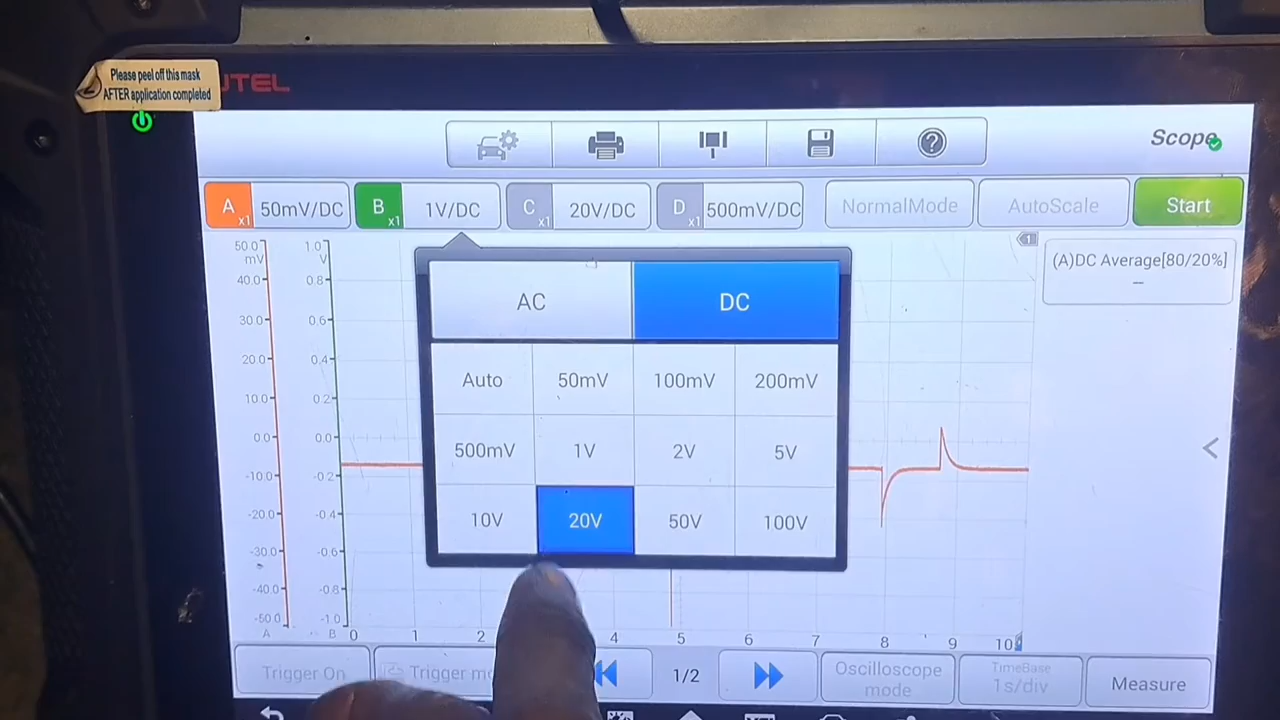 Please peel off this mask
AFTER application completed
UTEL
Scope
A x1 50mV/DC
B x1 1V/DC
C x1 20V/DC
D x1 500mV/DC
NormalMode
AutoScale
Start
50.0 mV
40.0
30.0
20.0
10.0
0.0
-10.0
-20.0
-30.0
-40.0
-50.0
A
1.0 V
0.8
0.6
0.4
0.2
0.0
-0.2
-0.4
-0.6
-0.8
-1.0
B
AC DC
Auto 50mV 100mV 200mV
500mV 1V 2V 5V
10V 20V 50V 100V
1
(A)DC Average[80/20%]
—
0 1 2 4 5 6 7 8 9 10
Trigger On
Trigger
1/2
Oscilloscope
mode
TimeBase
1s/div
Measure